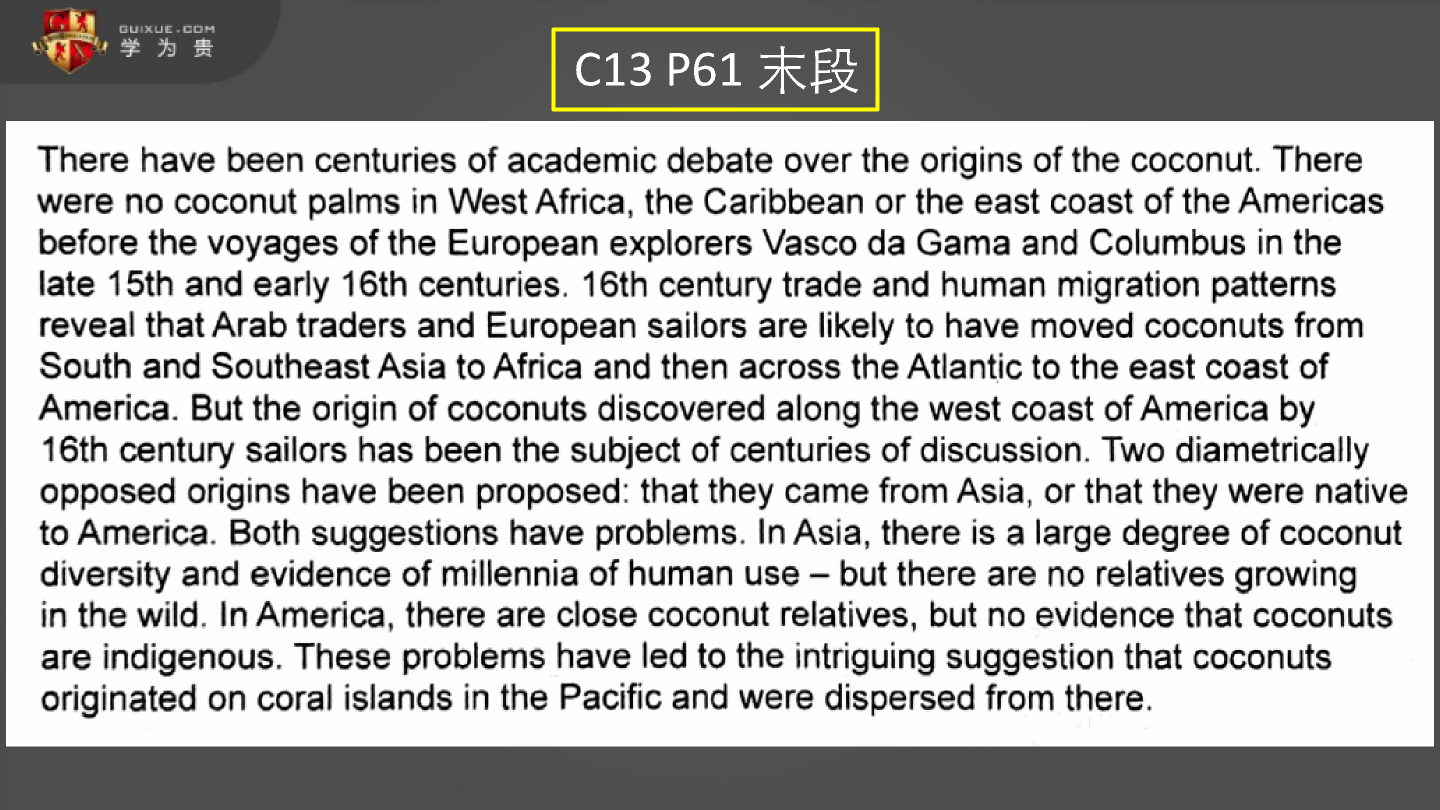 GUIXUE.COM
学为贵
C13 P61 末段
There have been centuries of academic debate over the origins of the coconut. There
were no coconut palms in West Africa, the Caribbean or the east coast of the Americas
before the voyages of the European explorers Vasco da Gama and Columbus in the
late 15th and early 16th centuries. 16th century trade and human migration patterns
reveal that Arab traders and European sailors are likely to have moved coconuts from
South and Southeast Asia to Africa and then across the Atlantic to the east coast of
America. But the origin of coconuts discovered along the west coast of America by
16th century sailors has been the subject of centuries of discussion. Two diametrically
opposed origins have been proposed: that they came from Asia, or that they were native
to America. Both suggestions have problems. In Asia, there is a large degree of coconut
diversity and evidence of millennia of human use – but there are no relatives growing
in the wild. In America, there are close coconut relatives, but no evidence that coconuts
are indigenous. These problems have led to the intriguing suggestion that coconuts
originated on coral islands in the Pacific and were dispersed from there.